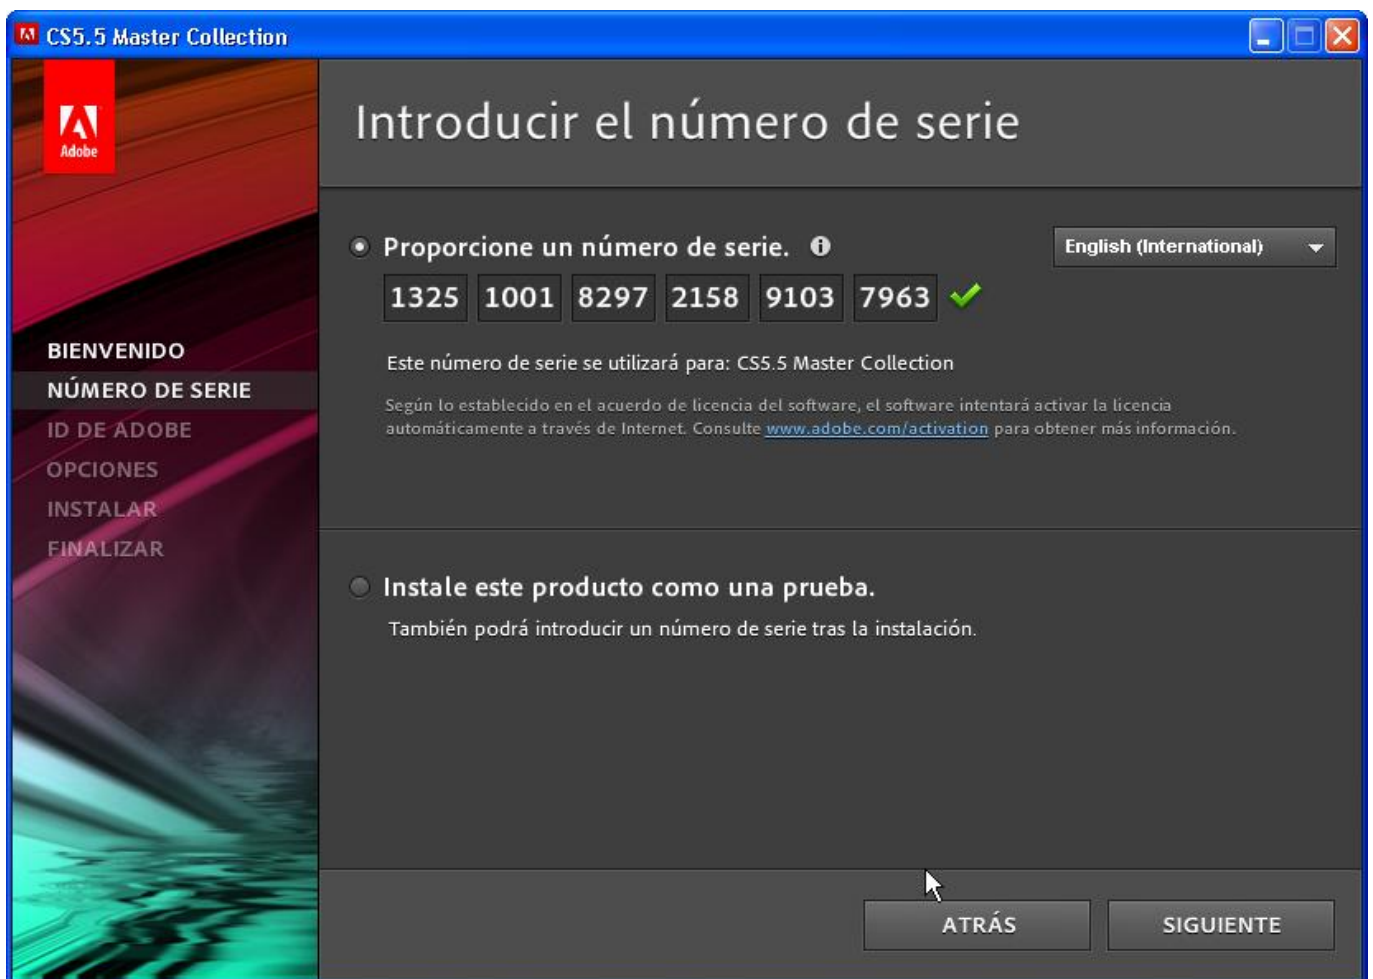 CS5.5 Master Collection
Adobe
Introducir el número de serie
Proporcione un número de serie.
English (International)
1325 1001 8297 2158 9103 7963
Este número de serie se utilizará para: CS5.5 Master Collection
Según lo establecido en el acuerdo de licencia del software, el software intentará activar la licencia
automáticamente a través de Internet. Consulte www.adobe.com/activation para obtener más información.
BIENVENIDO
NÚMERO DE SERIE
ID DE ADOBE
OPCIONES
INSTALAR
FINALIZAR
Instale este producto como una prueba.
También podrá introducir un número de serie tras la instalación.
ATRÁS
SIGUIENTE